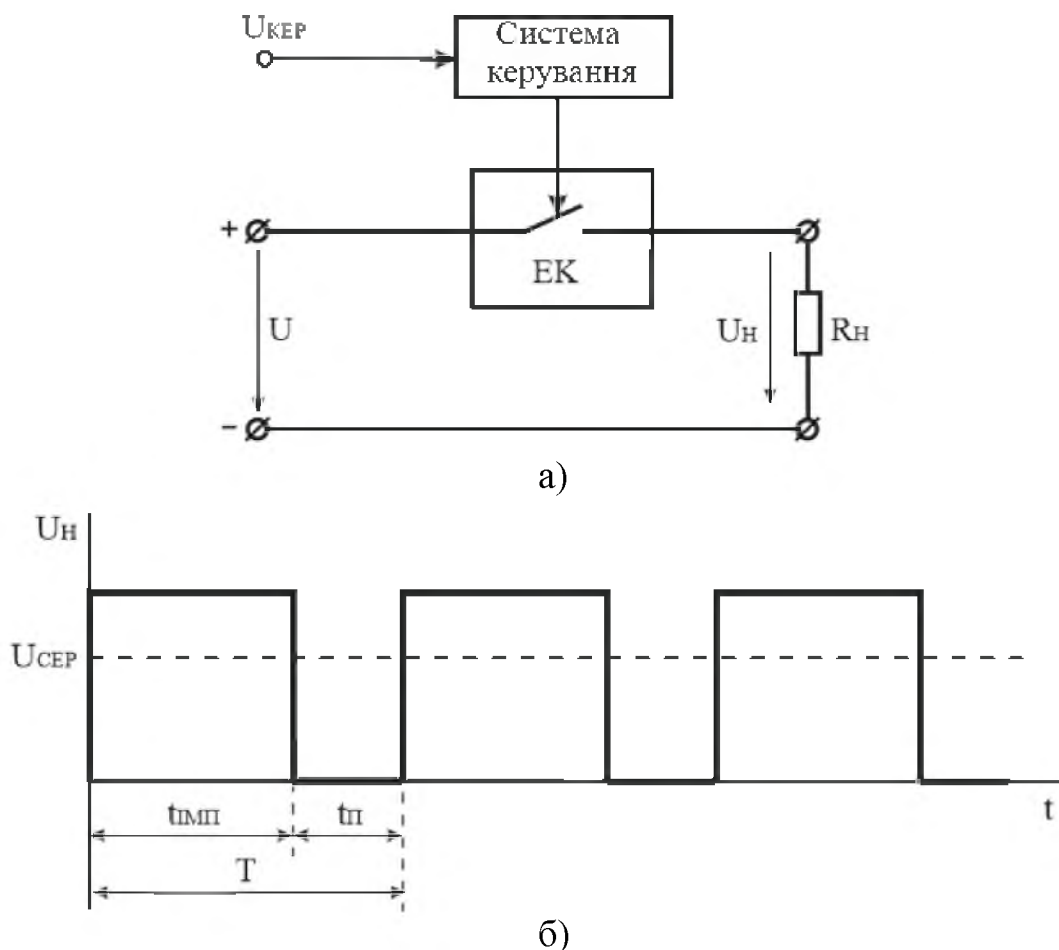 UКЕР
Система
керування
+
ЕК
U
UН
RН
−
а)
UН
UСЕР
tІМП
tП
t
T
б)